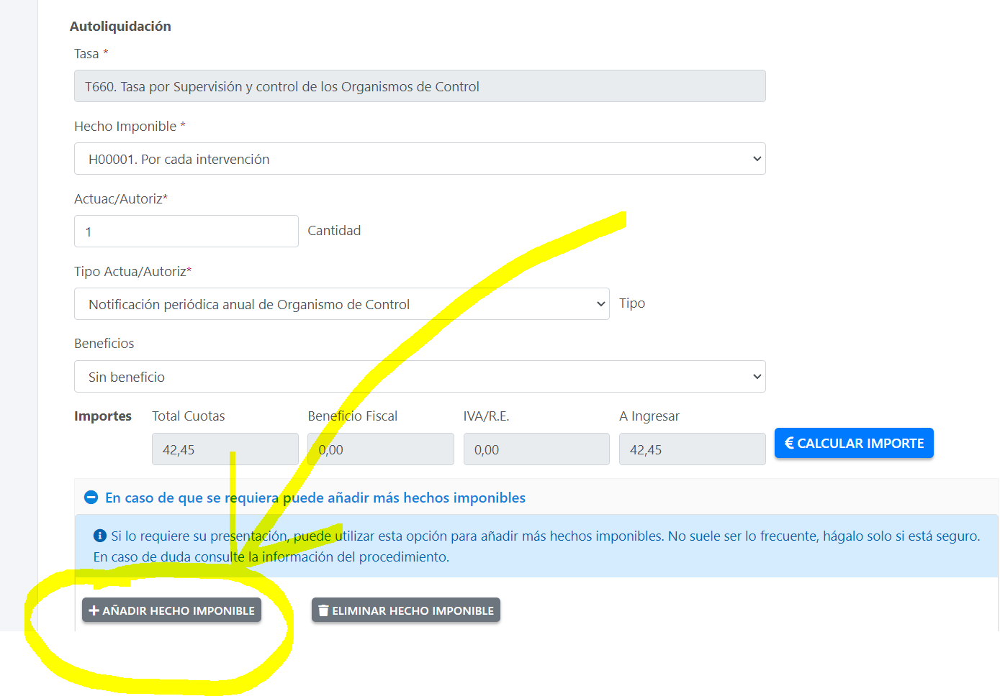 Autoliquidación
Tasa *
T660. Tasa por Supervisión y control de los Organismos de Control
Hecho Imponible *
H00001. Por cada intervención
Actuac/Autoriz*
1 Cantidad
Tipo Actua/Autoriz*
Notificación periódica anual de Organismo de Control Tipo
Beneficios
Sin beneficio
Importes Total Cuotas Beneficio Fiscal IVA/R.E. A Ingresar
42,45 0,00 0,00 42,45 € CALCULAR IMPORTE
En caso de que se requiera puede añadir más hechos imponibles
Si lo requiere su presentación, puede utilizar esta opción para añadir más hechos imponibles. No suele ser lo frecuente, hágalo solo si está seguro.
En caso de duda consulte la información del procedimiento.
+ AÑADIR HECHO IMPONIBLE ELIMINAR HECHO IMPONIBLE